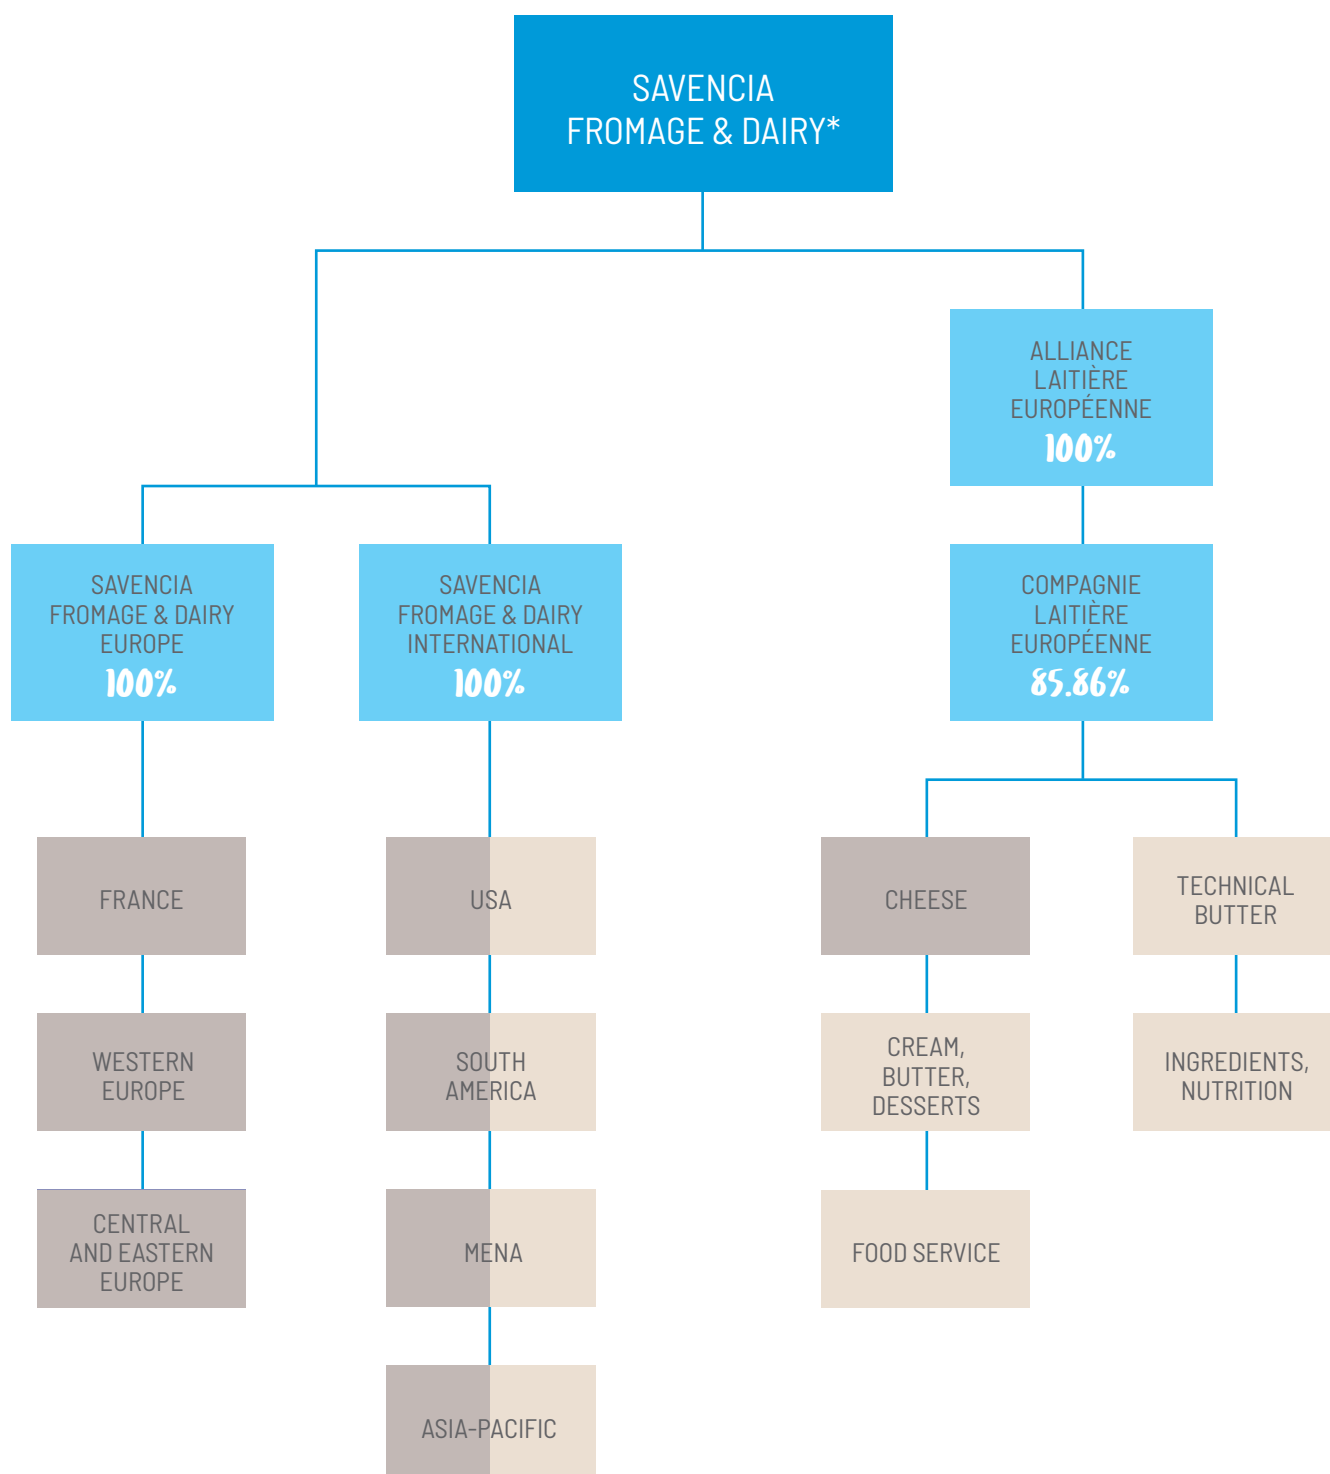 SAVENCIA
FROMAGE & DAIRY*
ALLIANCE
LAITIÈRE
EUROPÉENNE
100%
SAVENCIA
FROMAGE & DAIRY
EUROPE
100%
SAVENCIA
FROMAGE & DAIRY
INTERNATIONAL
100%
COMPAGNIE
LAITIÈRE
EUROPÉENNE
85.86%
FRANCE
USA
CHEESE
TECHNICAL
BUTTER
WESTERN
EUROPE
SOUTH
AMERICA
CREAM,
BUTTER,
DESSERTS
INGREDIENTS,
NUTRITION
CENTRAL
AND EASTERN
EUROPE
MENA
FOOD SERVICE
ASIA-PACIFIC